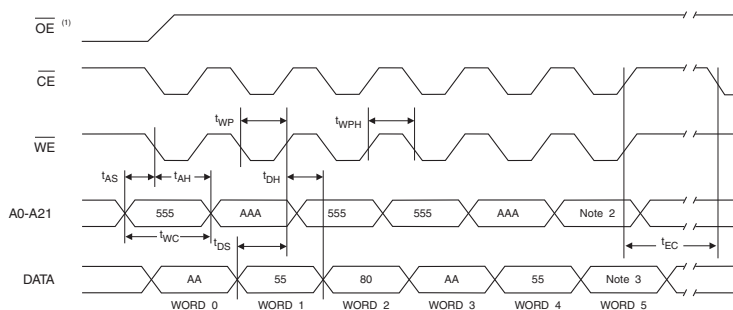 OE (1)
CE
tWP
tWPH
WE
tAS
tAH
tDH
A0-A21
555
AAA
555
555
AAA
Note 2
tWC
tDS
tEC
DATA
AA
55
80
AA
55
Note 3
WORD 0
WORD 1
WORD 2
WORD 3
WORD 4
WORD 5